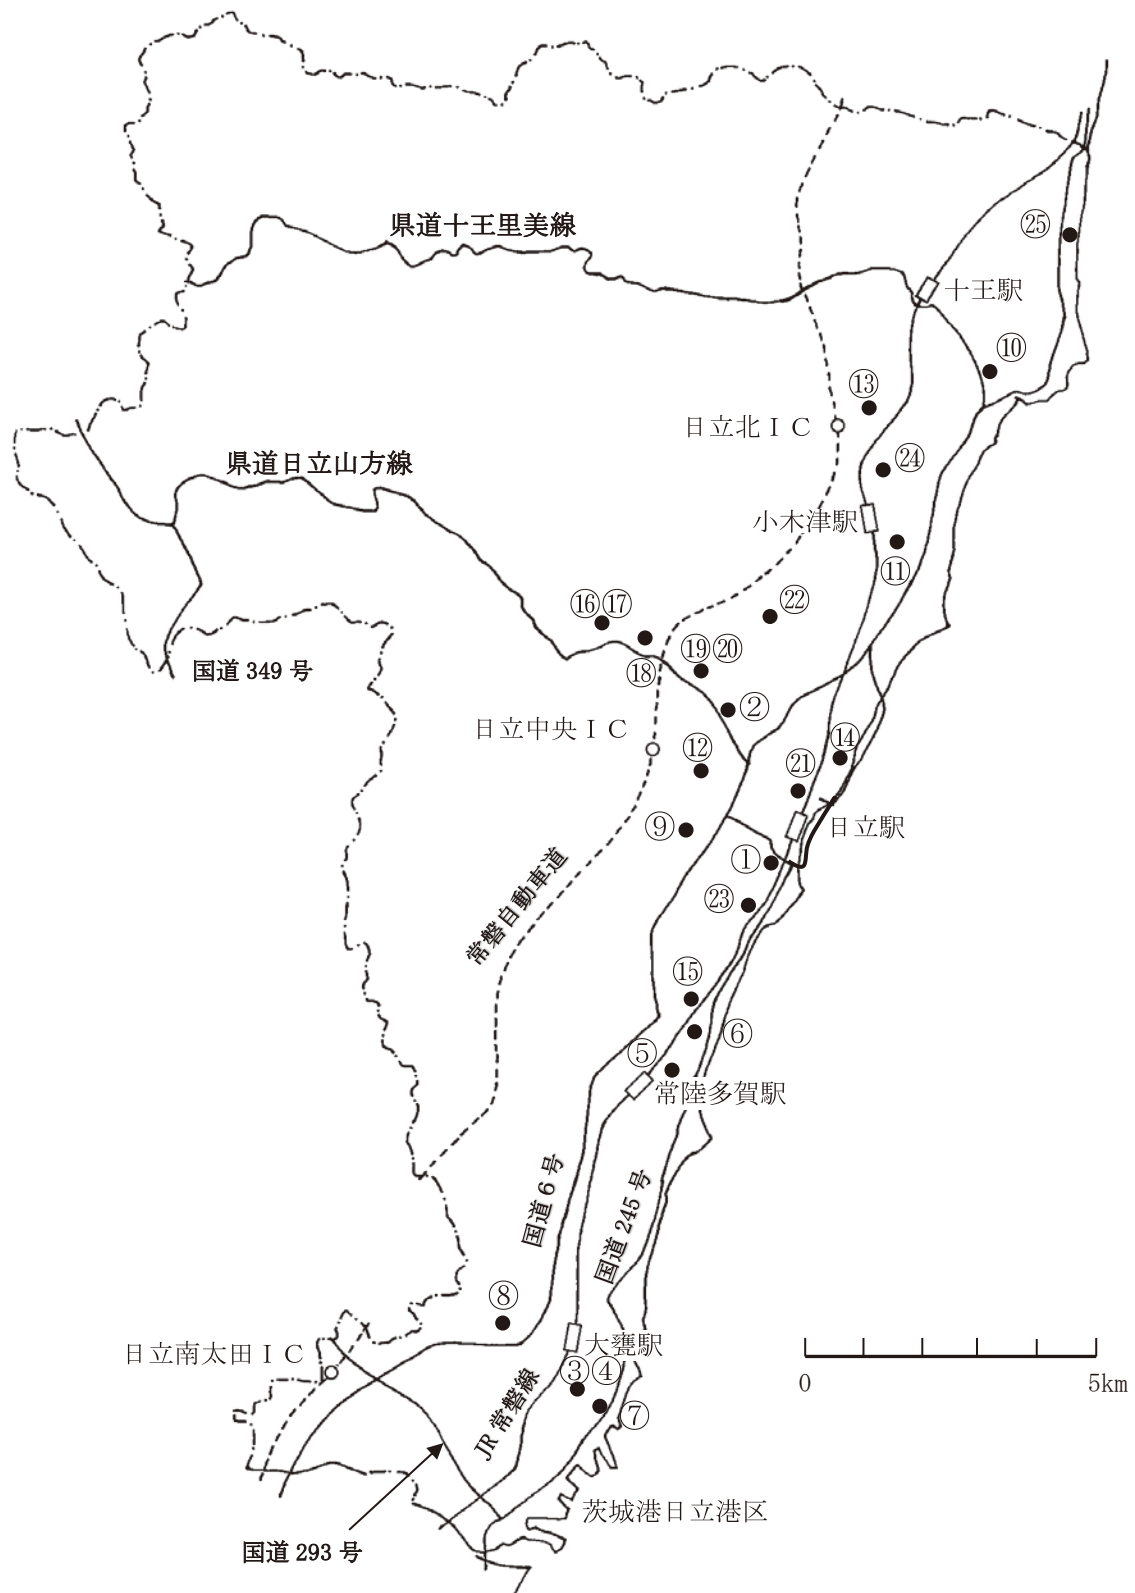 県道十王里美線
㉕
十王駅
⑩
⑬
日立北ＩＣ
県道日立山方線
㉔
小木津駅
⑪
⑯⑰
㉒
⑲⑳
国道 349 号
⑱
②
日立中央ＩＣ
⑫
⑭
㉑
⑨
日立駅
①
常磐自動車道
㉓
⑮
⑥
⑤
常陸多賀駅
国道 6 号
国道 245 号
⑧
日立南太田ＩＣ
大甕駅
③④
0
5km
JR 常磐線
⑦
茨城港日立港区
国道 293 号